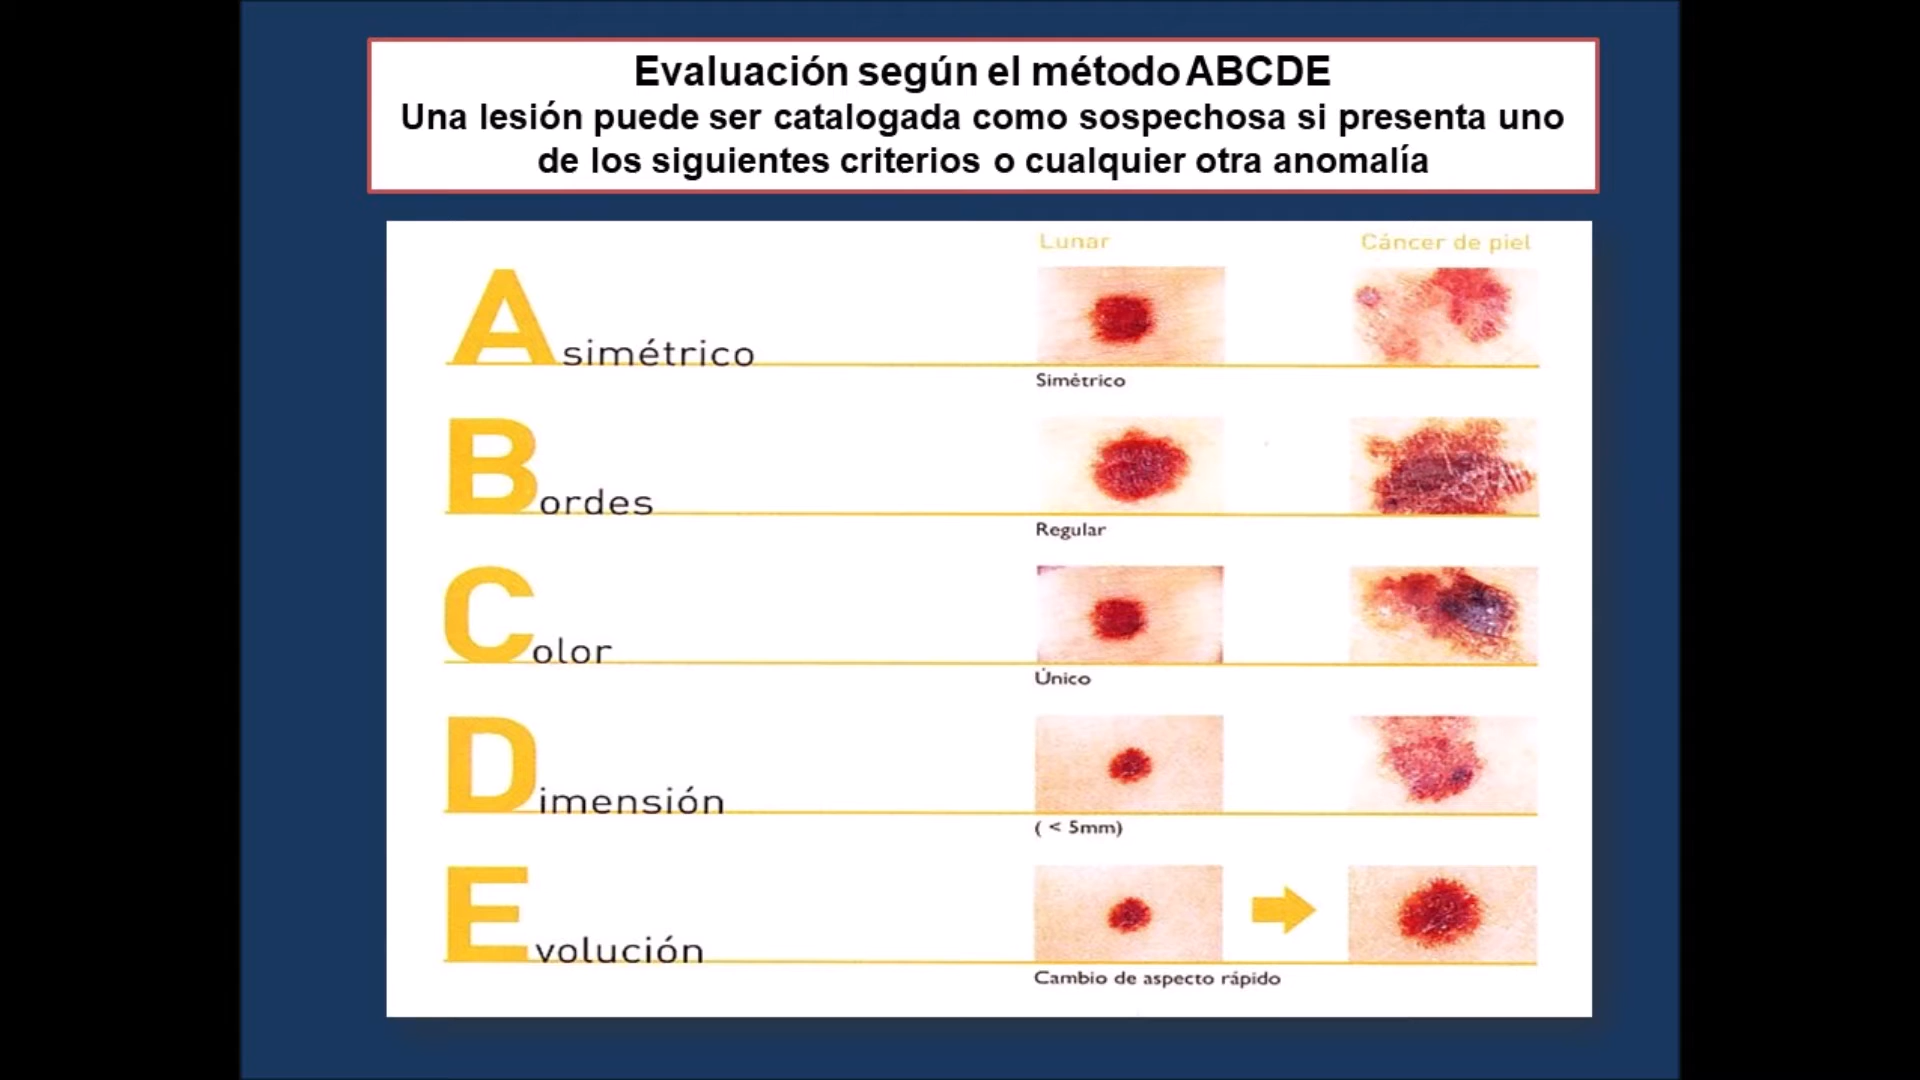 Evaluación según el método ABCDE
Una lesión puede ser catalogada como sospechosa si presenta uno
de los siguientes criterios o cualquier otra anomalía
Lunar Cáncer de piel
Asimétrico
Simétrico
Bordes
Regular
Color
Único
Dimensión
( < 5mm)
Evolución
Cambio de aspecto rápido